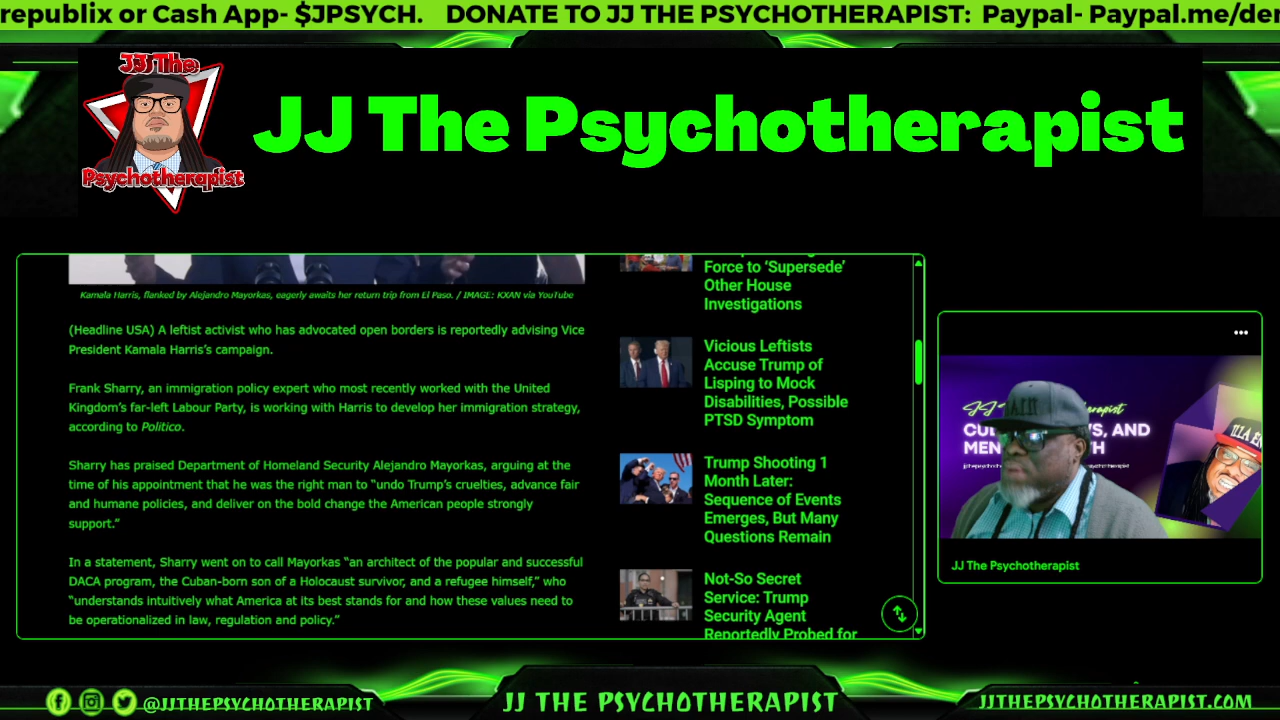 republix or Cash App- $JPSYCH. DONATE TO JJ THE PSYCHOTHERAPIST: Paypal- Paypal.me/der
JJ The
Psychotherapist
JJ The Psychotherapist
Kamala Harris, flanked by Alejandro Mayorkas, eagerly awaits her return trip from El Paso. / IMAGE: KXAN via YouTube
(Headline USA) A leftist activist who has advocated open borders is reportedly advising Vice
President Kamala Harris’s campaign.
Frank Sharry, an immigration policy expert who most recently worked with the United
Kingdom’s far-left Labour Party, is working with Harris to develop her immigration strategy,
according to Politico.
Sharry has praised Department of Homeland Security Alejandro Mayorkas, arguing at the
time of his appointment that he was the right man to “undo Trump’s cruelties, advance fair
and humane policies, and deliver on the bold change the American people strongly
support.”
In a statement, Sharry went on to call Mayorkas “an architect of the popular and successful
DACA program, the Cuban-born son of a Holocaust survivor, and a refugee himself,” who
“understands intuitively what America at its best stands for and how these values need to
be operationalized in law, regulation and policy.”
Force to ‘Supersede’
Other House
Investigations
Vicious Leftists
Accuse Trump of
Lisping to Mock
Disabilities, Possible
PTSD Symptom
Trump Shooting 1
Month Later:
Sequence of Events
Emerges, But Many
Questions Remain
Not-So Secret
Service: Trump
Security Agent
Reportedly Probed for
JJ The Psychotherapist
@JJTHEPSYCHOTHERAPIST
JJ THE PSYCHOTHERAPIST
JJTHEPSYCHOTHERAPIST.COM